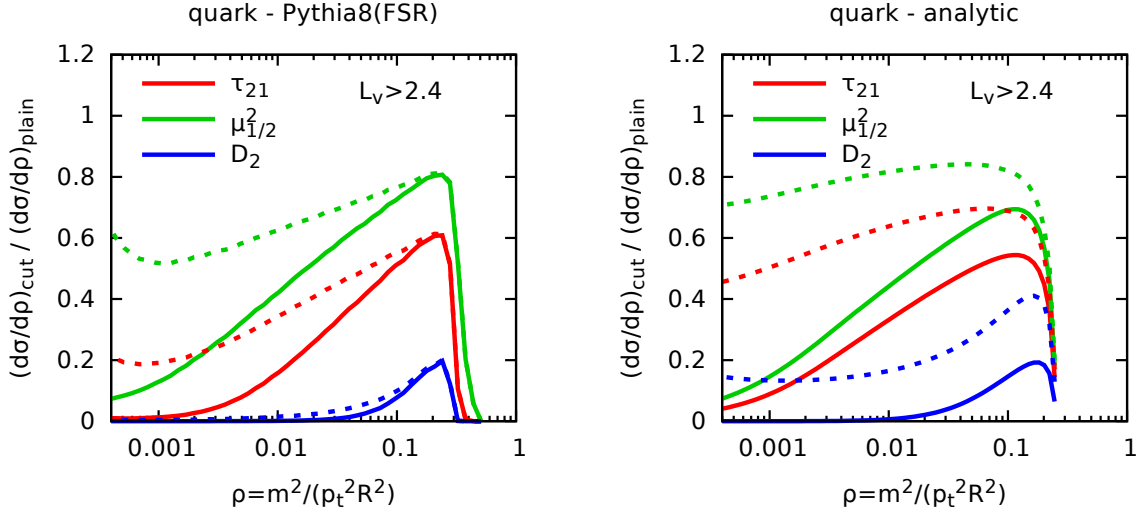 quark - Pythia8(FSR)
1.2
1
0.8
0.6
0.4
0.2
0
0.001
0.01
0.1
1
(dσ/dρ)cut / (dσ/dρ)plain
ρ=m²/(pt²R²)
τ21
μ²1/2
D2
Lv>2.4
quark - analytic
1.2
1
0.8
0.6
0.4
0.2
0
0.001
0.01
0.1
1
(dσ/dρ)cut / (dσ/dρ)plain
ρ=m²/(pt²R²)
τ21
μ²1/2
D2
Lv>2.4